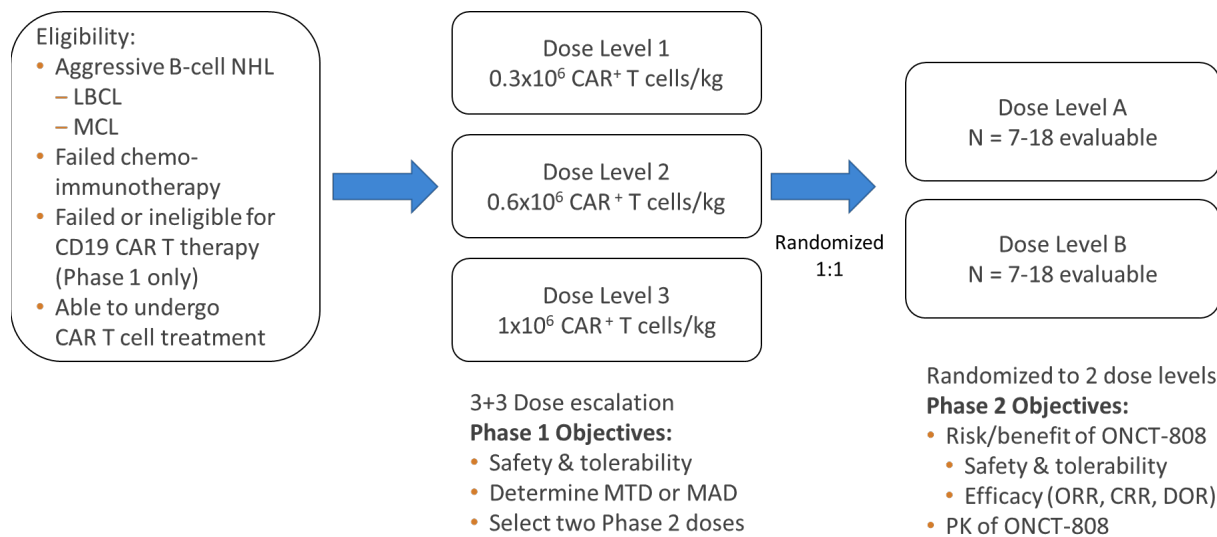 Eligibility:
• Aggressive B-cell NHL
– LBCL
– MCL
• Failed chemo-
immunotherapy
• Failed or ineligible for
CD19 CAR T therapy
(Phase 1 only)
• Able to undergo
CAR T cell treatment
Dose Level 1
0.3x10⁶ CAR⁺ T cells/kg
Dose Level 2
0.6x10⁶ CAR⁺ T cells/kg
Dose Level 3
1x10⁶ CAR⁺ T cells/kg
3+3 Dose escalation
Phase 1 Objectives:
• Safety & tolerability
• Determine MTD or MAD
• Select two Phase 2 doses
Randomized
1:1
Dose Level A
N = 7-18 evaluable
Dose Level B
N = 7-18 evaluable
Randomized to 2 dose levels
Phase 2 Objectives:
• Risk/benefit of ONCT-808
• Safety & tolerability
• Efficacy (ORR, CRR, DOR)
• PK of ONCT-808